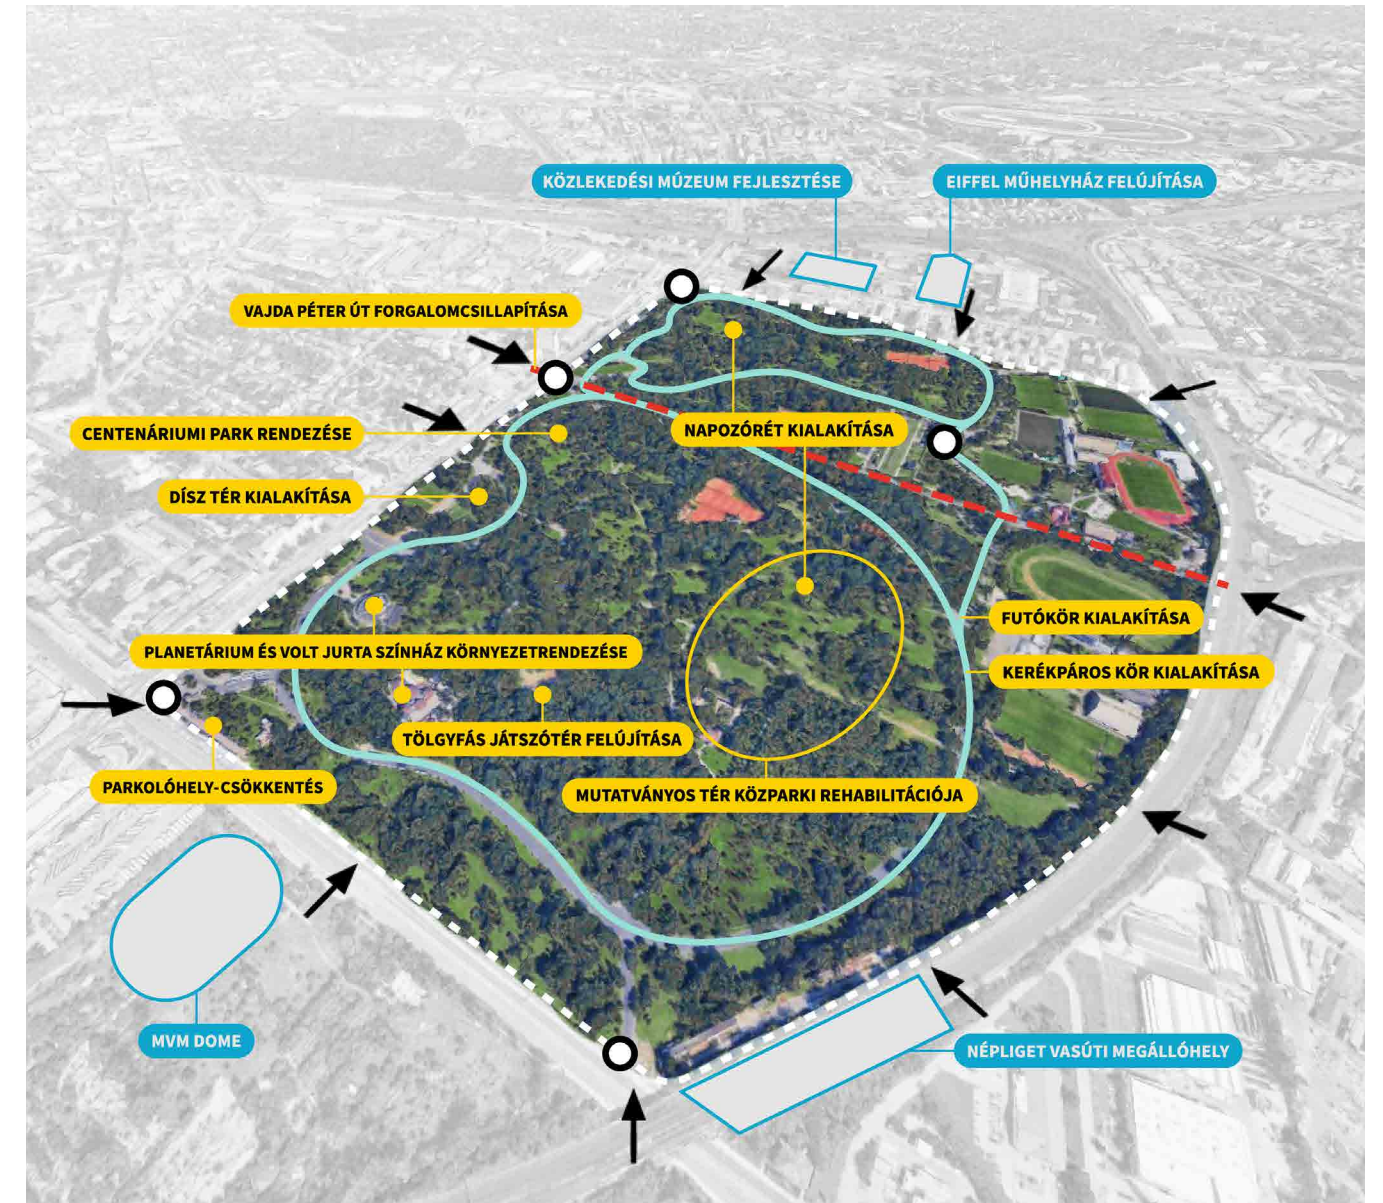 KÖZLEKEDÉSI MÚZEUM FEJLESZTÉSE
EIFFEL MŰHELYHÁZ FELÚJÍTÁSA
VAJDA PÉTER ÚT FORGALOMCSILLAPÍTÁSA
CENTENÁRIUMI PARK RENDEZÉSE
NAPOZÓRÉT KIALAKÍTÁSA
DÍSZ TÉR KIALAKÍTÁSA
FUTÓKÖR KIALAKÍTÁSA
PLANETÁRIUM ÉS VOLT JURTA SZÍNHÁZ KÖRNYEZETRENDEZÉSE
KERÉKPÁROS KÖR KIALAKÍTÁSA
TÖLGYFÁS JÁTSZÓTÉR FELÚJÍTÁSA
PARKOLÓHELY-CSÖKKENTÉS
MUTATVÁNYOS TÉR KÖZPARKI REHABILITÁCIÓJA
MVM DOME
NÉPLIGET VASÚTI MEGÁLLÓHELY